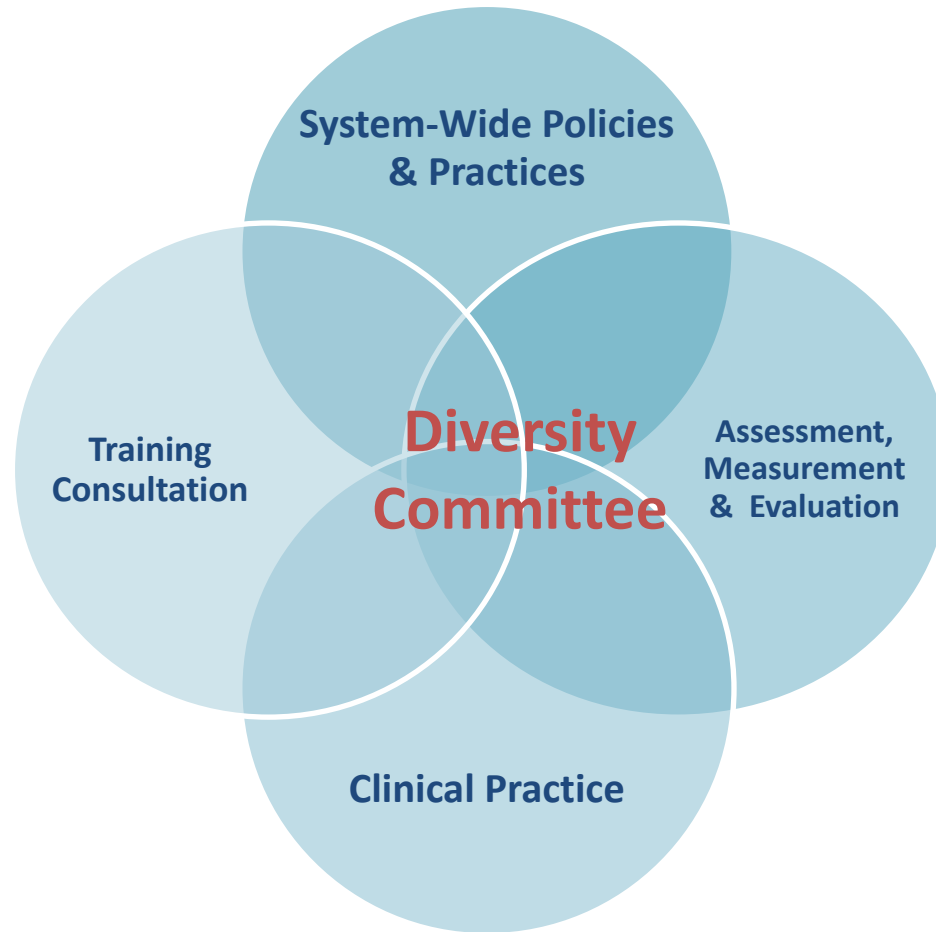 System-Wide Policies
& Practices
Training
Consultation
Diversity
Committee
Assessment,
Measurement
& Evaluation
Clinical Practice